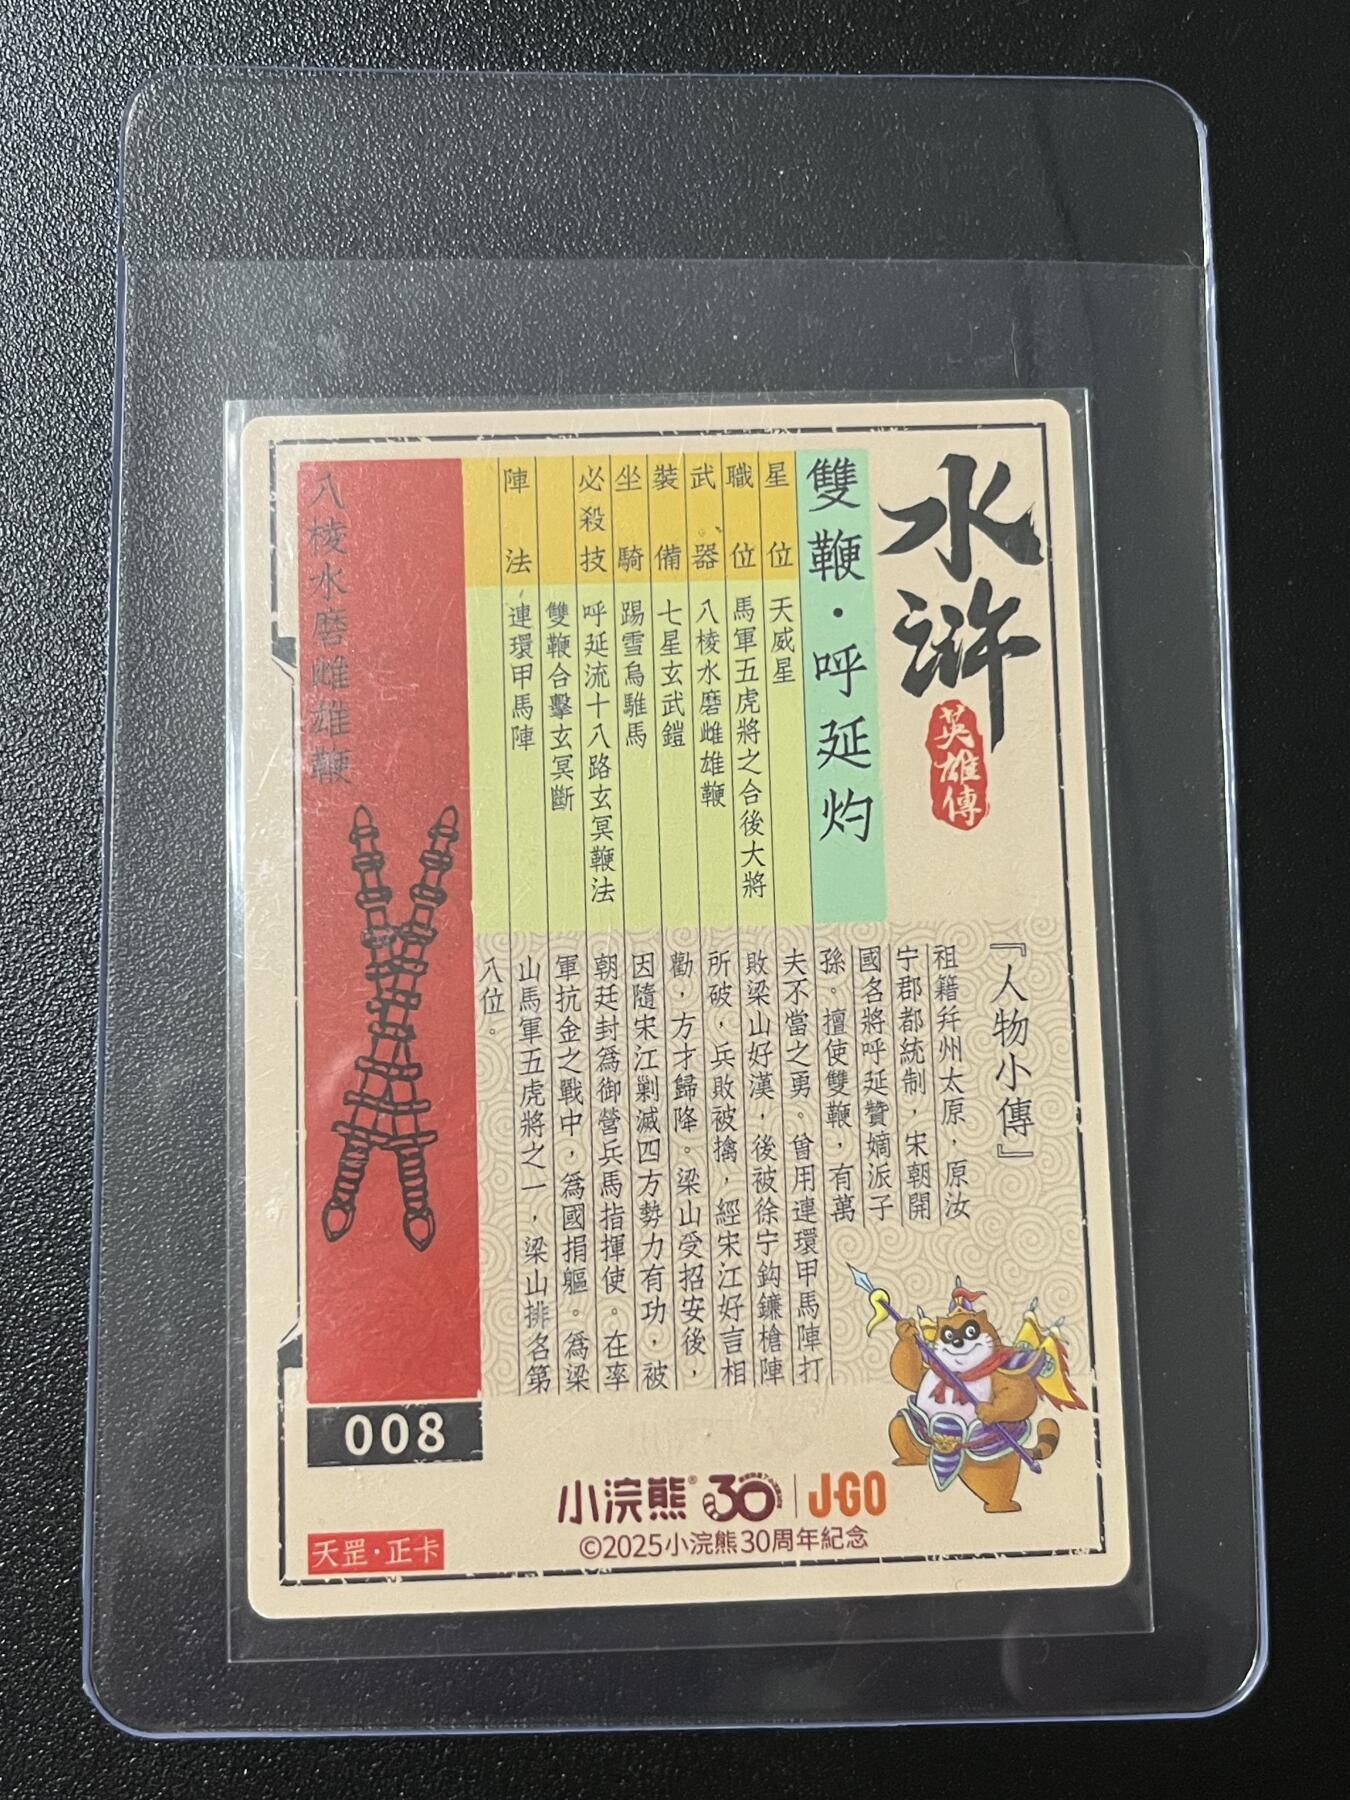 水滸
英雄傳
雙鞭·呼延灼
星位 天威星
職位 馬軍五虎將之合後大將
武器 八棱水磨雌雄鞭
裝備 七星玄武鎧
坐騎 踢雪烏騅馬
必殺技 呼延流十八路玄冥鞭法
雙鞭合擊玄冥斷
陣法 連環甲馬陣
『人物小傳』
祖籍幷州太原，原汝
宁郡都統制，宋朝開
國名將呼延贊嫡派子
孫。擅使雙鞭，有萬
夫不當之勇。曾用連環甲馬陣打
敗梁山好漢，後被徐宁鈎鐮槍陣
所破，兵敗被擒，經宋江好言相
勸，方才歸降。梁山受招安後，
因隨宋江剿滅四方勢力有功，被
朝廷封爲御營兵馬指揮使。在率
軍抗金之戰中，爲國捐軀。爲梁
山馬軍五虎將之一，梁山排名第
八位。
八棱水磨雌雄鞭
008
小浣熊® 30 | J-GO
©2025小浣熊30周年紀念
天罡·正卡